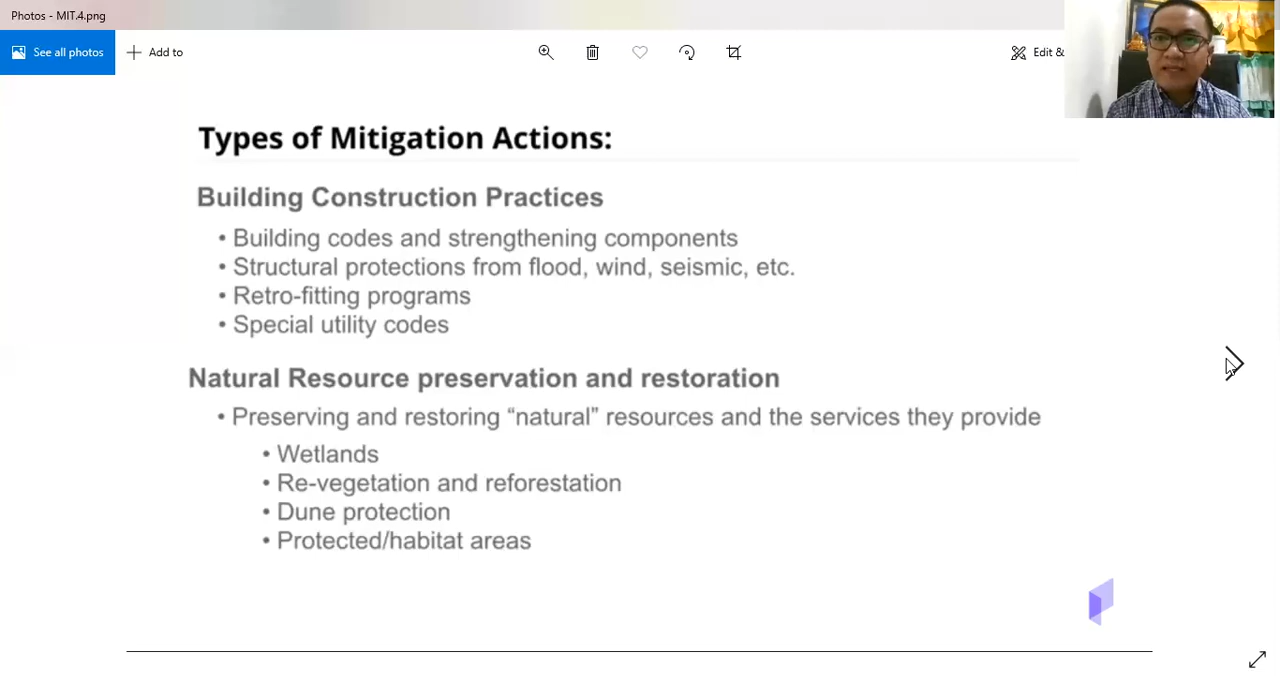 Photos - MIT.4.png
See all photos
Add to
Edit &
Types of Mitigation Actions:
Building Construction Practices
• Building codes and strengthening components
• Structural protections from flood, wind, seismic, etc.
• Retro-fitting programs
• Special utility codes
Natural Resource preservation and restoration
• Preserving and restoring “natural” resources and the services they provide
• Wetlands
• Re-vegetation and reforestation
• Dune protection
• Protected/habitat areas